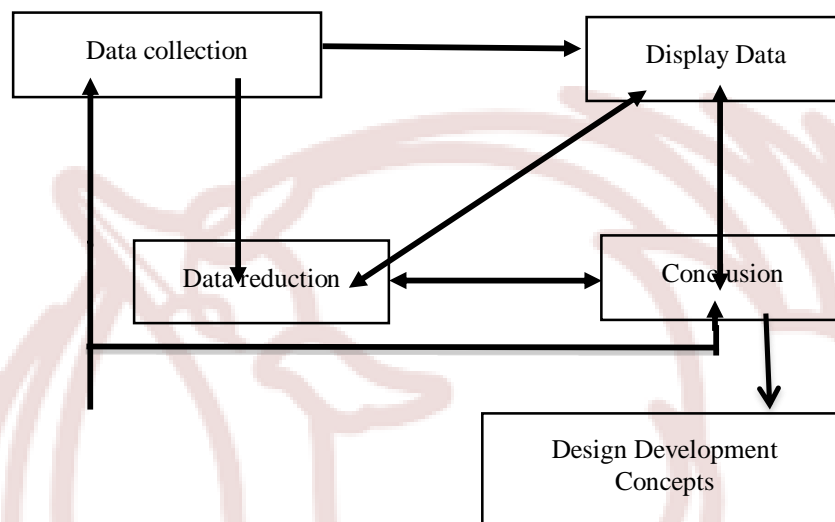 Data collection
Display Data
Data reduction
Conclusion
Design Development
Concepts